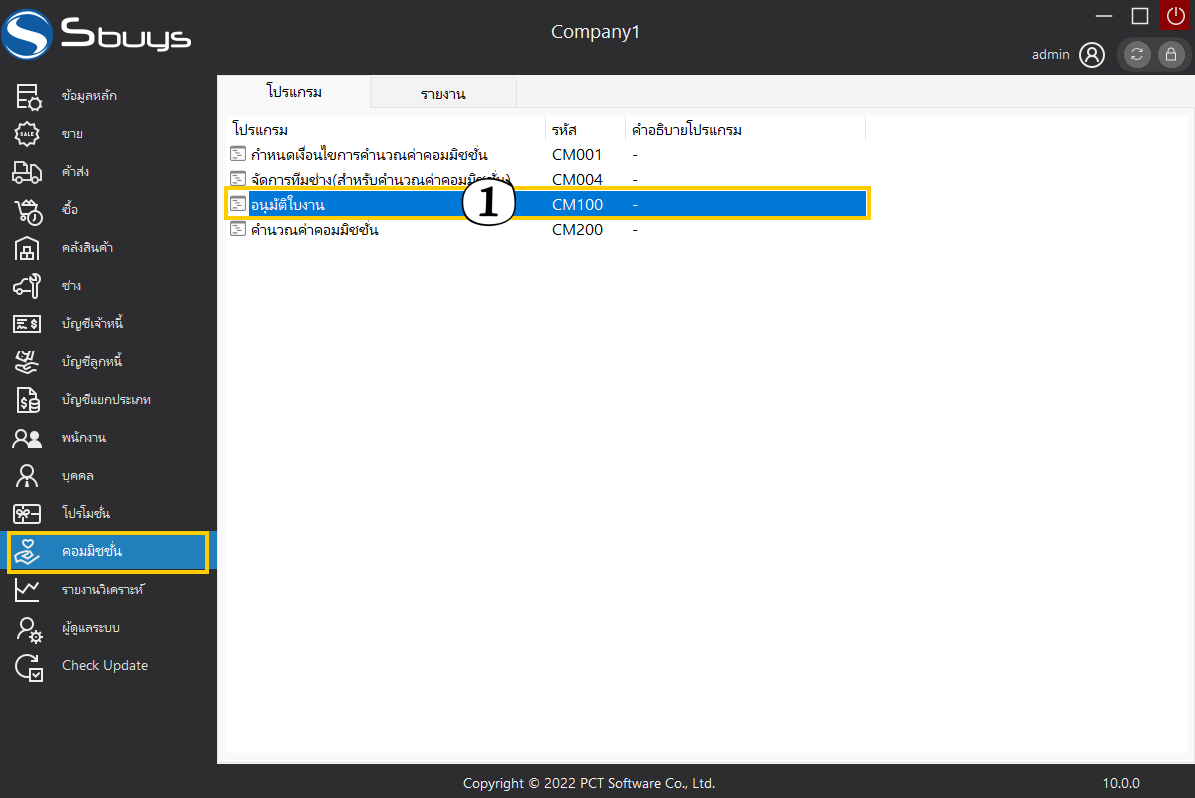 Sbuys
Company1
admin
ข้อมูลหลัก
ขาย
ค้าส่ง
ซื้อ
คลังสินค้า
ช่าง
บัญชีเจ้าหนี้
บัญชีลูกหนี้
บัญชีแยกประเภท
พนักงาน
บุคคล
โปรโมชั่น
คอมมิชชั่น
รายงานวิเคราะห์
ผู้ดูแลระบบ
Check Update
โปรแกรม รายงาน
โปรแกรม รหัส คำอธิบายโปรแกรม
กำหนดเงื่อนไขการคำนวณค่าคอมมิชชั่น CM001 -
จัดการทีมช่าง(สำหรับคำนวณค่าคอมมิชชั่น) CM004 -
อนุมัติใบงาน 1 CM100 -
คำนวณค่าคอมมิชชั่น CM200 -
Copyright © 2022 PCT Software Co., Ltd. 10.0.0